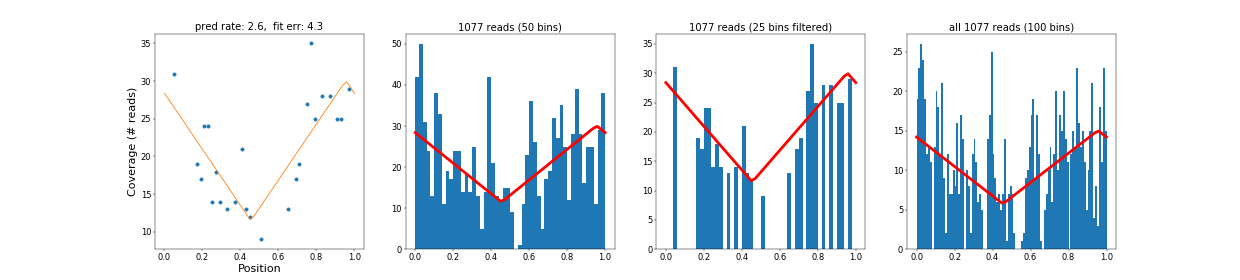 pred rate: 2.6,  fit err: 4.3
Coverage (# reads)
35
30
25
20
15
10
0.0 0.2 0.4 0.6 0.8 1.0
Position
1077 reads (50 bins)
50
40
30
20
10
0
0.0 0.2 0.4 0.6 0.8 1.0
1077 reads (25 bins filtered)
35
30
25
20
15
10
5
0
0.0 0.2 0.4 0.6 0.8 1.0
all 1077 reads (100 bins)
25
20
15
10
5
0
0.0 0.2 0.4 0.6 0.8 1.0